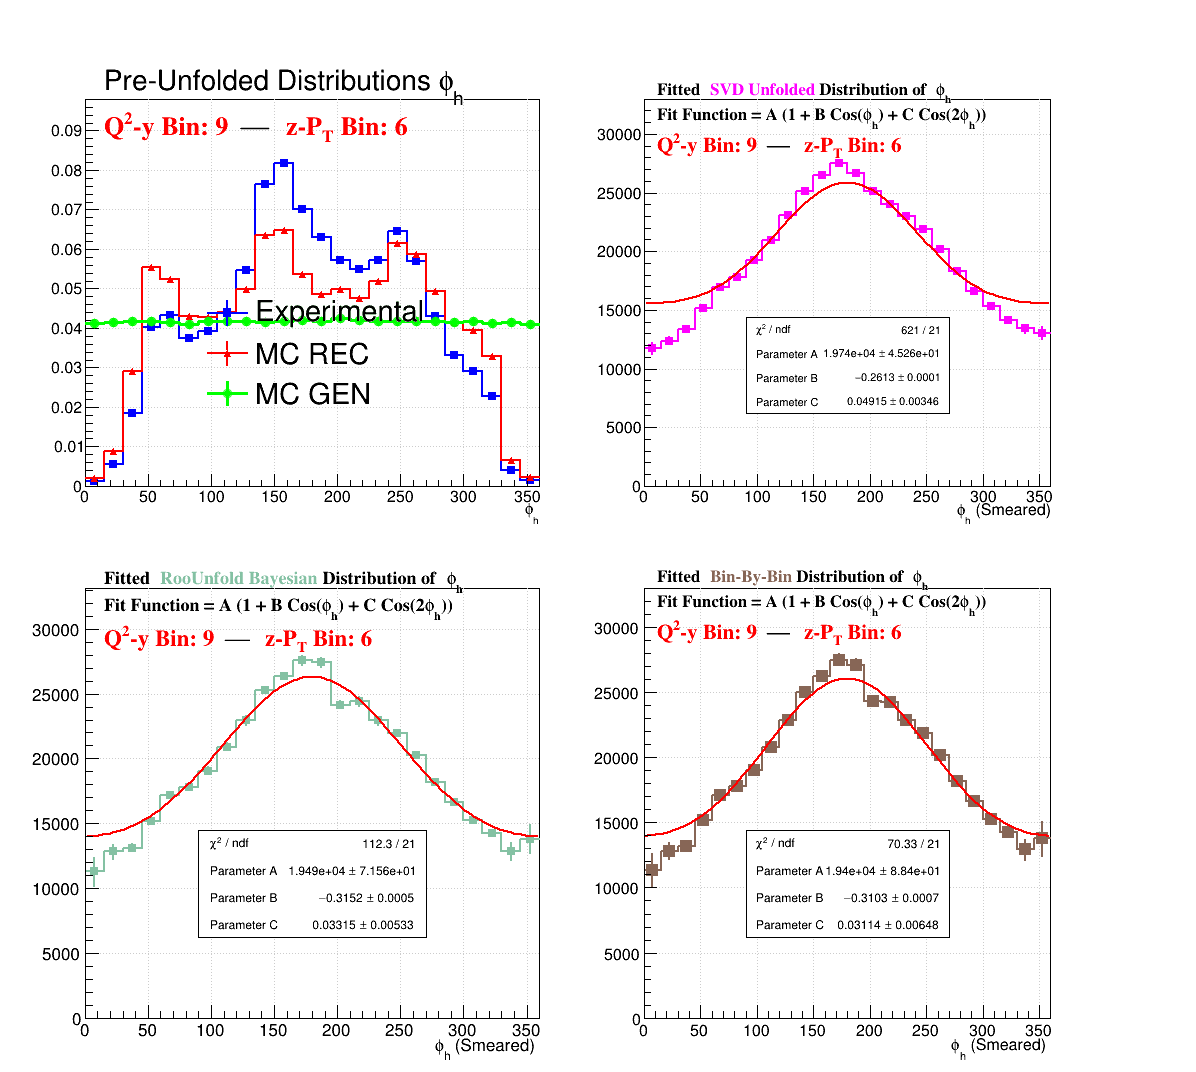 Pre-Unfolded Distributions ϕh
Q2-y Bin: 9 — z-PT Bin: 6
0.09
0.08
0.07
0.06
0.05
0.04
0.03
0.02
0.01
0
Experimental
MC REC
MC GEN
0 50 100 150 200 250 300 350
ϕh
Fitted SVD Unfolded Distribution of ϕh
Fit Function = A (1 + B Cos(ϕh) + C Cos(2ϕh))
Q2-y Bin: 9 — z-PT Bin: 6
30000
25000
20000
15000
10000
5000
0
χ2 / ndf 621 / 21
Parameter A 1.974e+04 ± 4.526e+01
Parameter B −0.2613 ± 0.0001
Parameter C 0.04915 ± 0.00346
0 50 100 150 200 250 300 350
ϕh (Smeared)
Fitted RooUnfold Bayesian Distribution of ϕh
Fit Function = A (1 + B Cos(ϕh) + C Cos(2ϕh))
Q2-y Bin: 9 — z-PT Bin: 6
30000
25000
20000
15000
10000
5000
0
χ2 / ndf 112.3 / 21
Parameter A 1.949e+04 ± 7.156e+01
Parameter B −0.3152 ± 0.0005
Parameter C 0.03315 ± 0.00533
0 50 100 150 200 250 300 350
ϕh (Smeared)
Fitted Bin-By-Bin Distribution of ϕh
Fit Function = A (1 + B Cos(ϕh) + C Cos(2ϕh))
Q2-y Bin: 9 — z-PT Bin: 6
30000
25000
20000
15000
10000
5000
0
χ2 / ndf 70.33 / 21
Parameter A 1.94e+04 ± 8.84e+01
Parameter B −0.3103 ± 0.0007
Parameter C 0.03114 ± 0.00648
0 50 100 150 200 250 300 350
ϕh (Smeared)